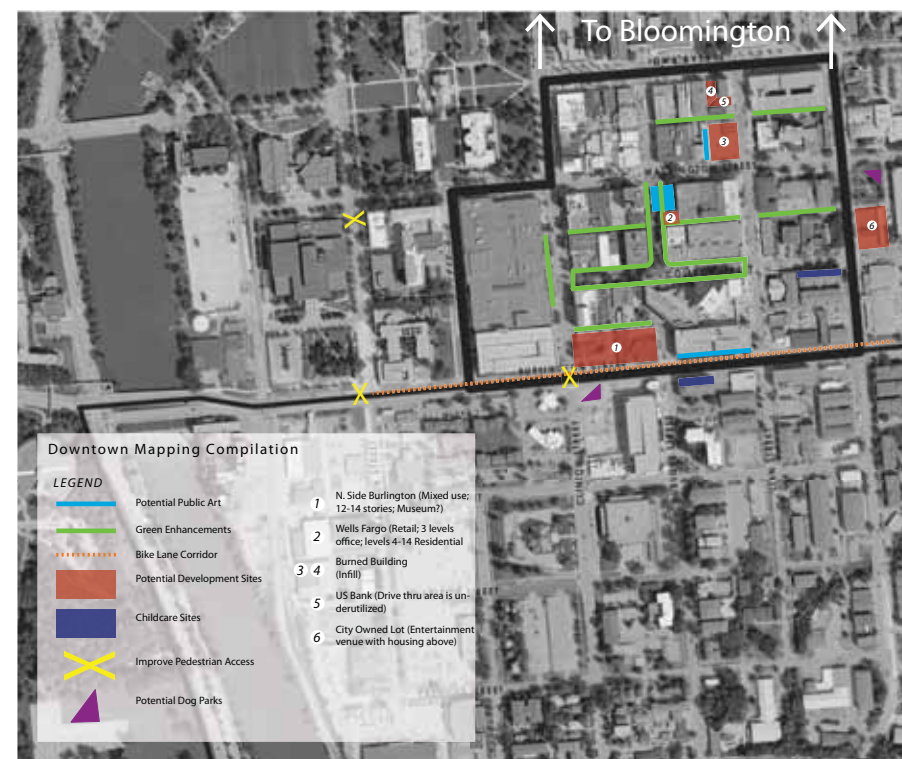 To Bloomington
4
5
3
2
6
1
Downtown Mapping Compilation
LEGEND
Potential Public Art
Green Enhancements
Bike Lane Corridor
Potential Development Sites
Childcare Sites
Improve Pedestrian Access
Potential Dog Parks
1 N. Side Burlington (Mixed use;
12-14 stories; Museum?)
2 Wells Fargo (Retail; 3 levels
office; levels 4-14 Residential
3 4 Burned Building
(Infill)
5 US Bank (Drive thru area is un-
derutilized)
6 City Owned Lot (Entertainment
venue with housing above)